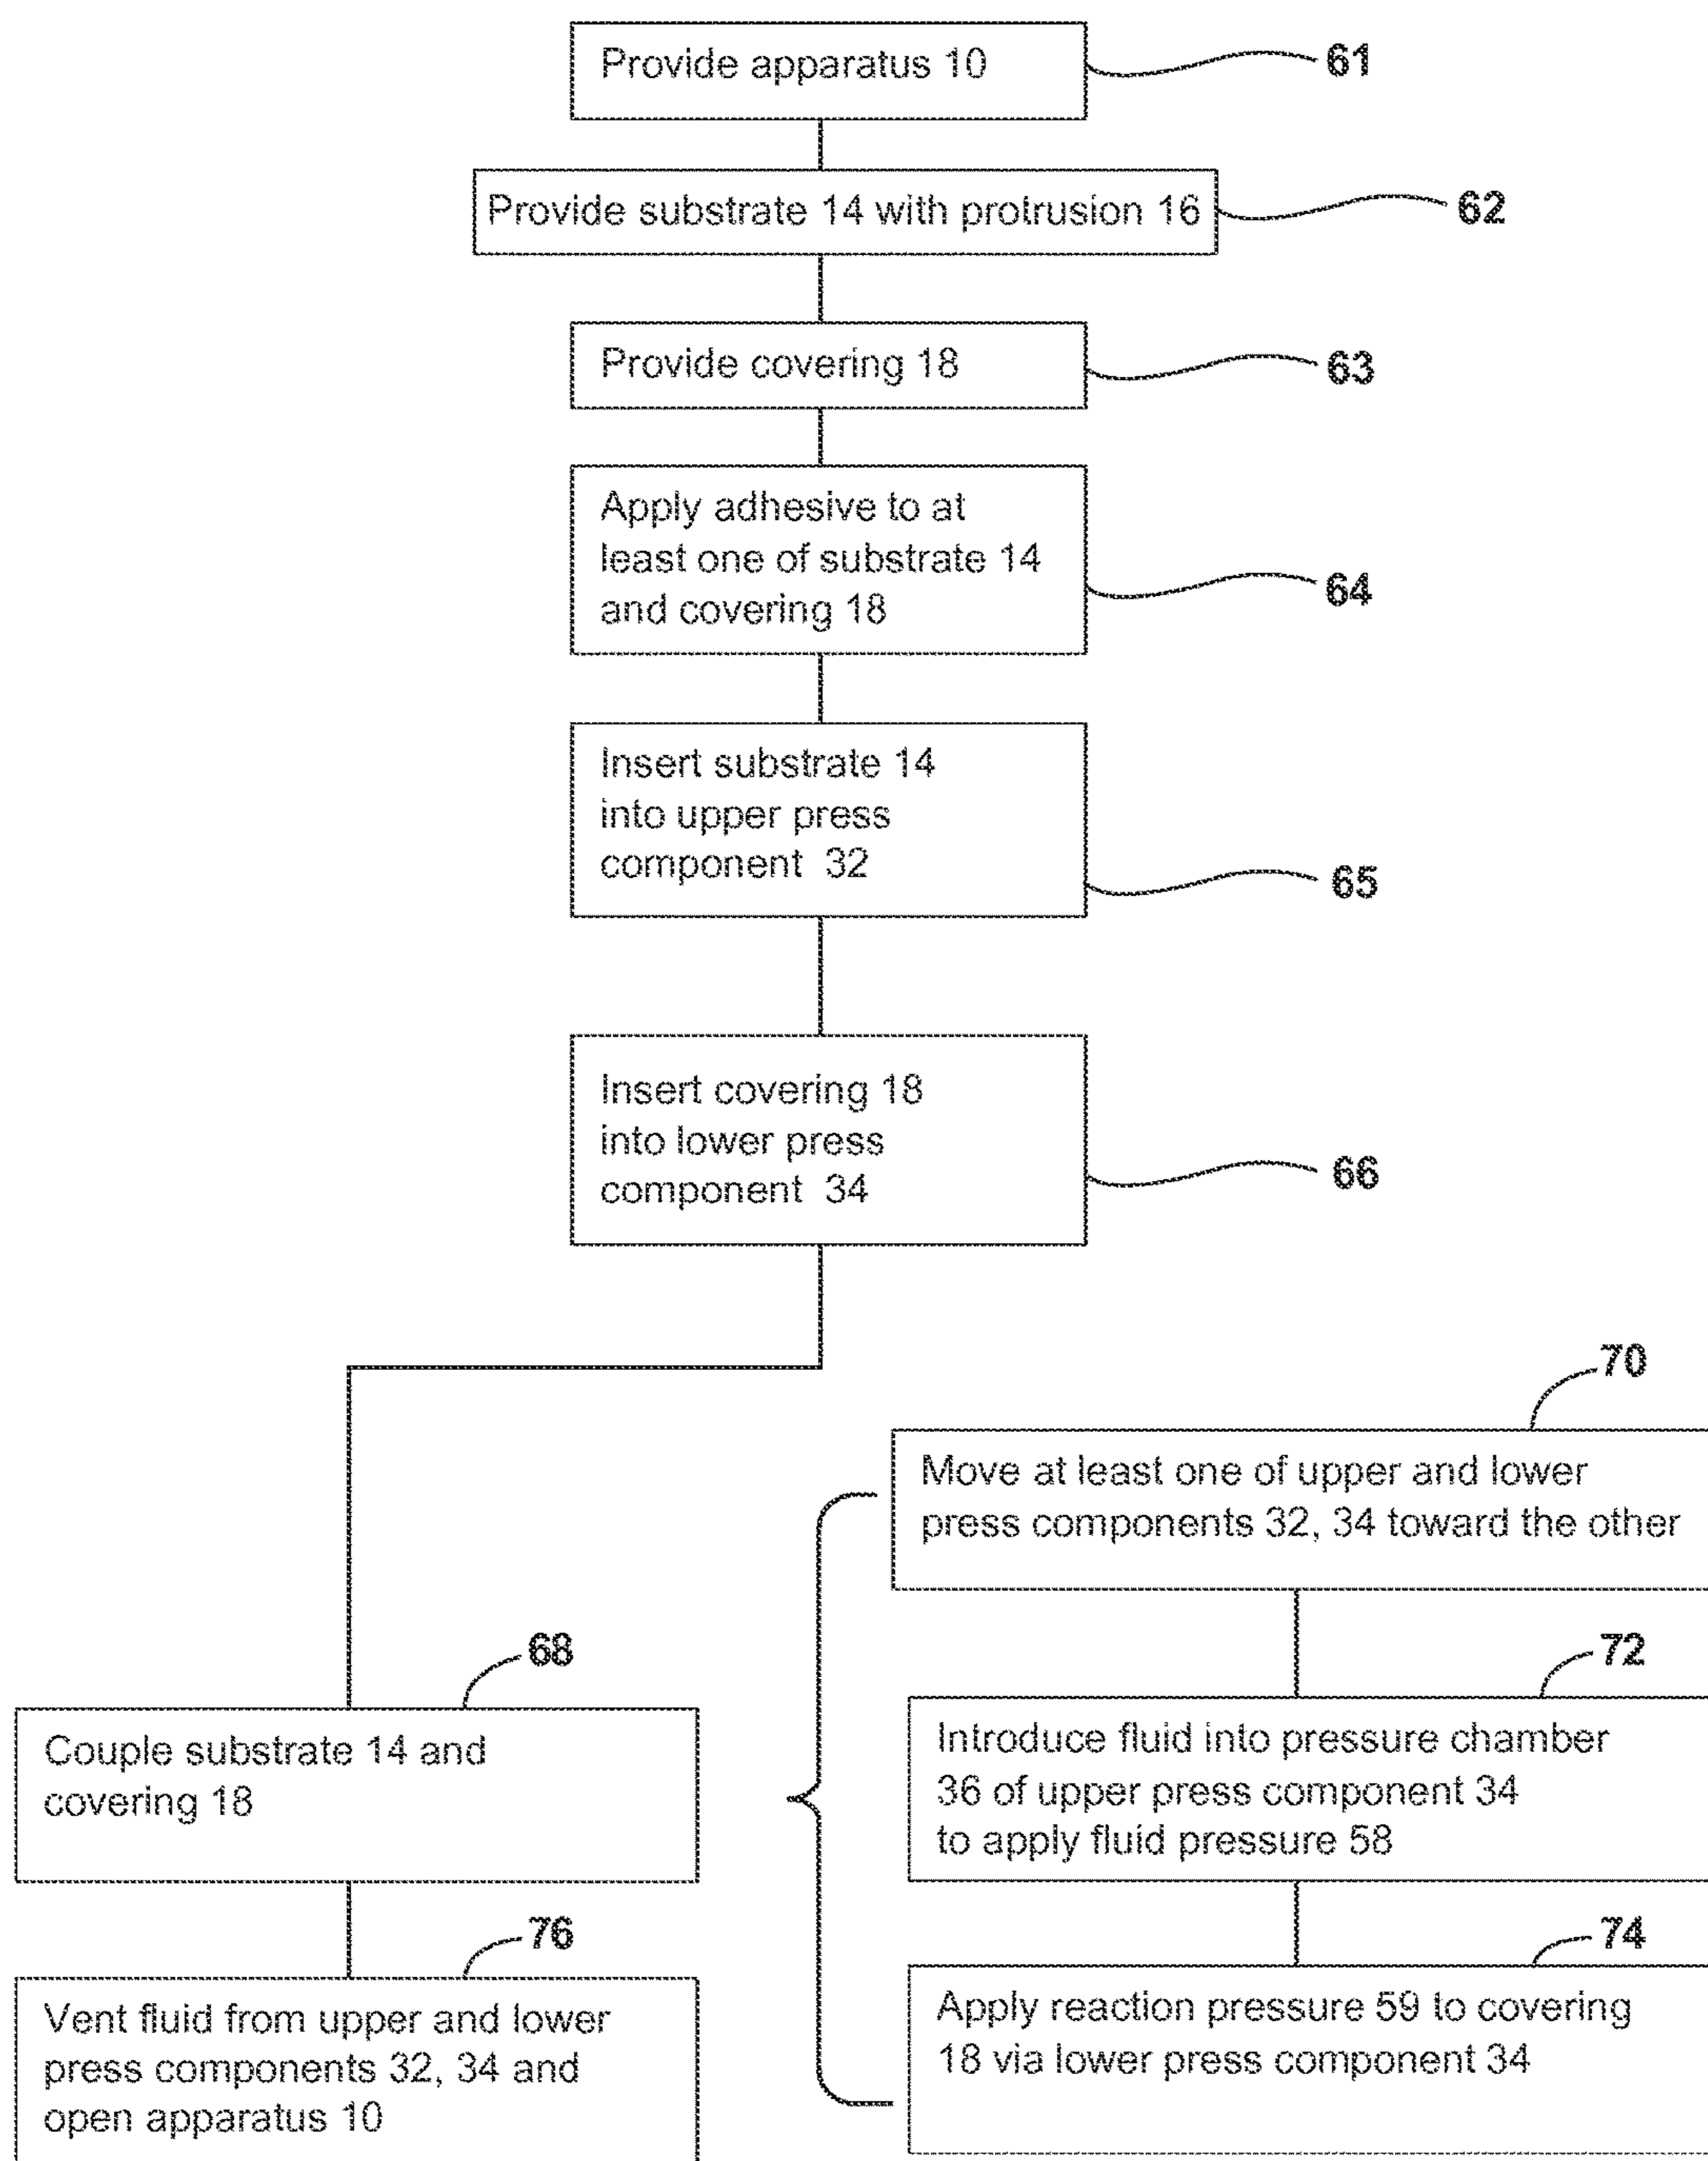 Provide apparatus 10
61
Provide substrate 14 with protrusion 16
62
Provide covering 18
63
Apply adhesive to at
least one of substrate 14
and covering 18
64
Insert substrate 14
into upper press
component 32
65
Insert covering 18
into lower press
component 34
66
70
Move at least one of upper and lower
press components 32, 34 toward the other
68
Couple substrate 14 and
covering 18
72
Introduce fluid into pressure chamber
36 of upper press component 34
to apply fluid pressure 58
76
Vent fluid from upper and lower
press components 32, 34 and
open apparatus 10
74
Apply reaction pressure 59 to covering
18 via lower press component 34